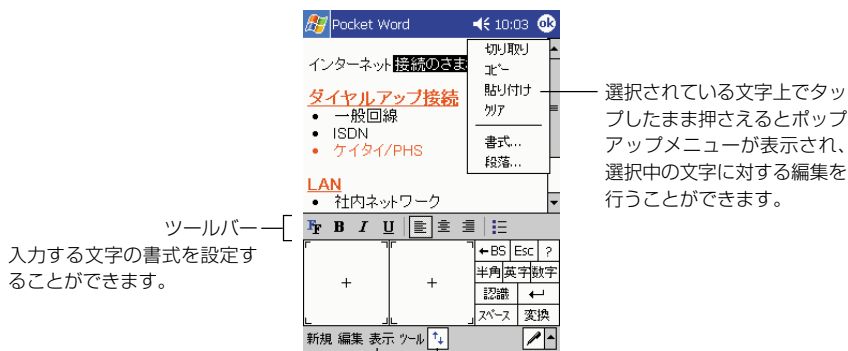 Pocket Word 10:03 ok
インターネット接続のさま
ダイヤルアップ接続
• 一般回線
• ISDN
• ケイタイ/PHS
LAN
• 社内ネットワーク
切り取り
コピー
貼り付け
クリア
書式...
段落...
選択されている文字上でタッ
プしたまま押さえるとポップ
アップメニューが表示され、
選択中の文字に対する編集を
行うことができます。
ツールバー
入力する文字の書式を設定す
ることができます。
FF B I U
←BS Esc ?
半角 英字 数字
認識 ↵
スペース 変換
新規 編集 表示 ツール